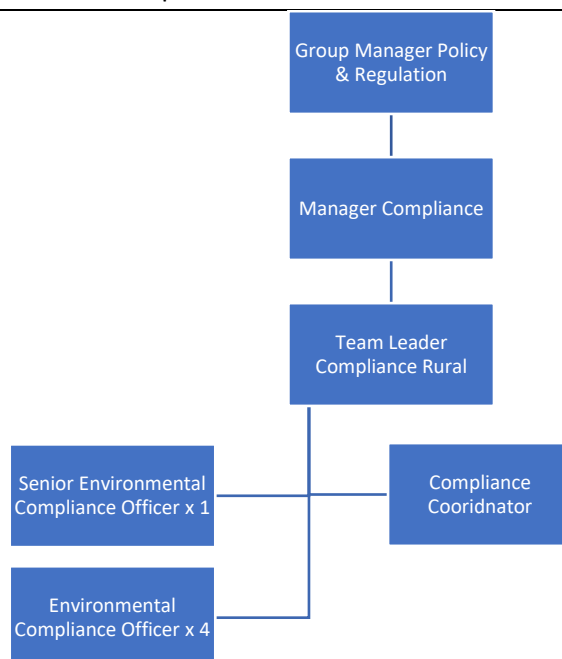 Group Manager Policy
& Regulation
Manager Compliance
Team Leader
Compliance Rural
Senior Environmental
Compliance Officer x 1
Compliance
Cooridnator
Environmental
Compliance Officer x 4